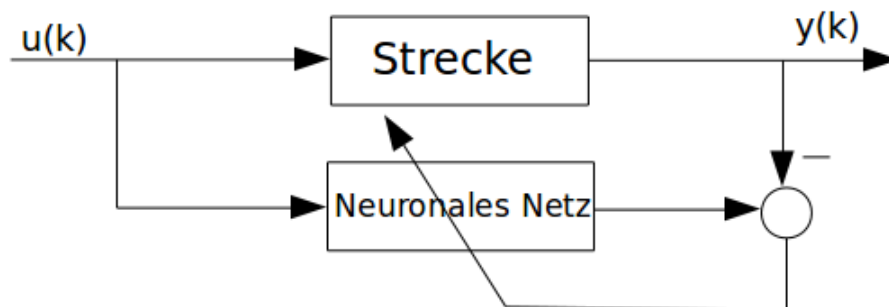 u(k)
Strecke
y(k)
−
Neuronales Netz